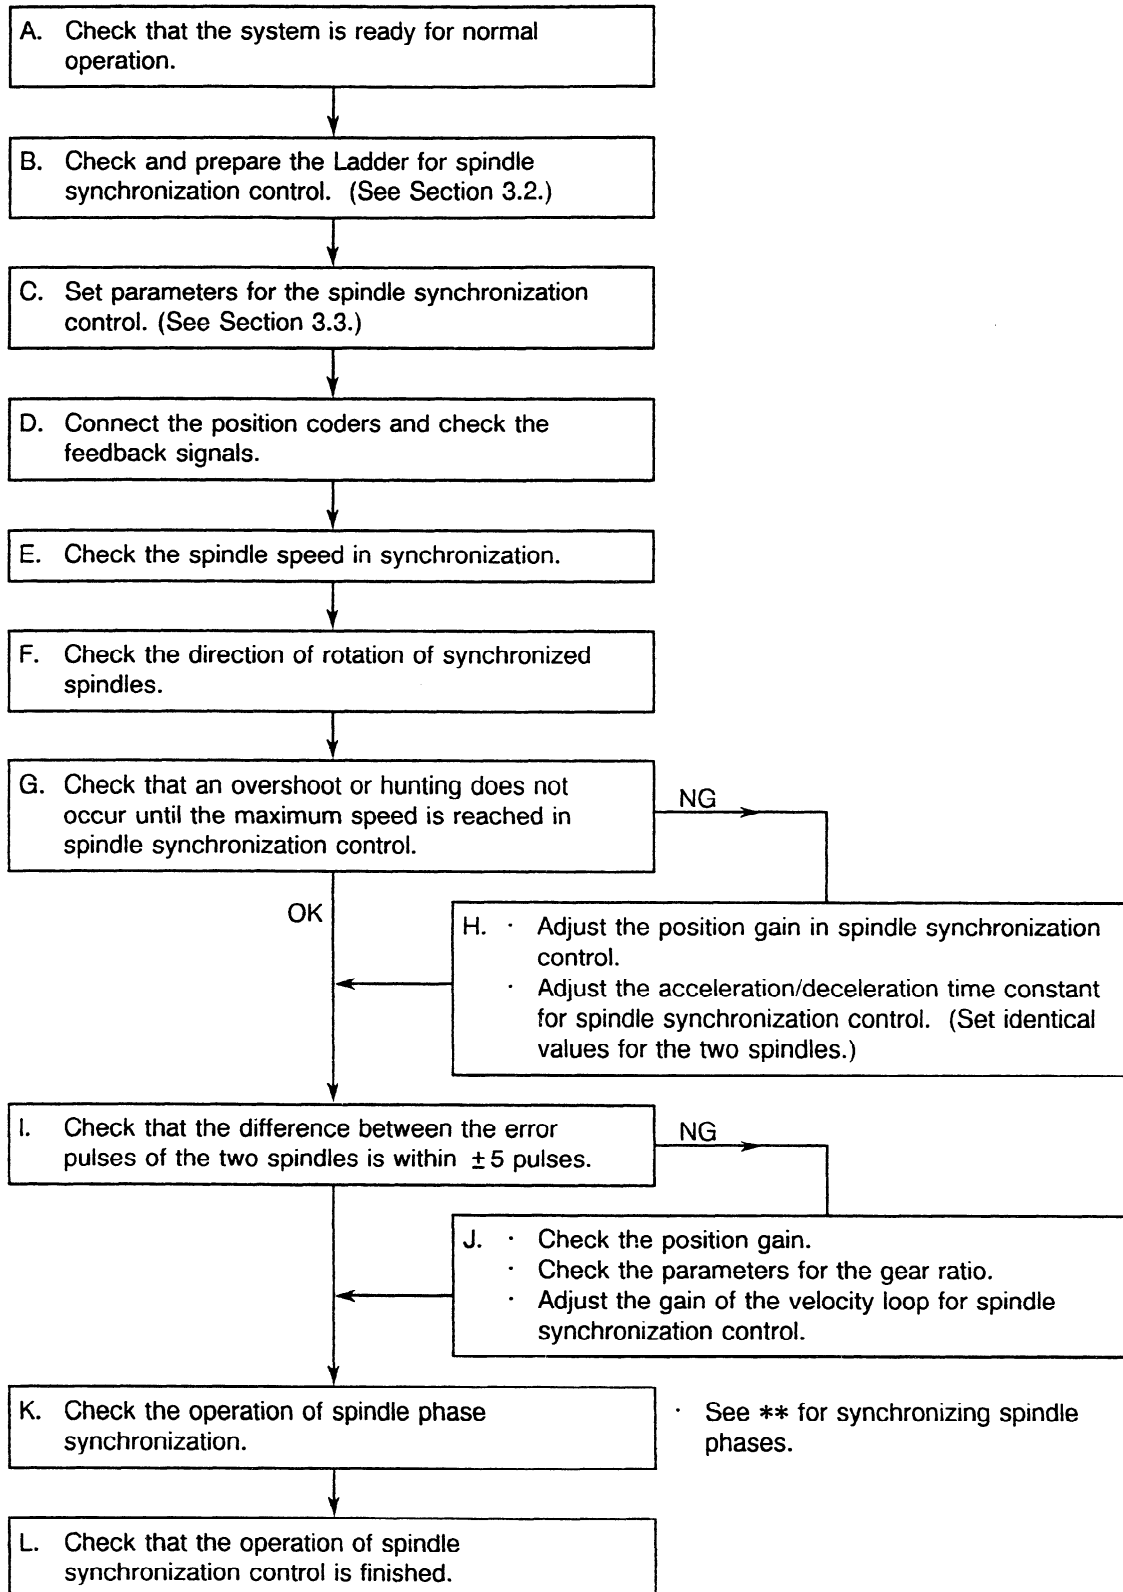 A. Check that the system is ready for normal
operation.
B. Check and prepare the Ladder for spindle
synchronization control. (See Section 3.2.)
C. Set parameters for the spindle synchronization
control. (See Section 3.3.)
D. Connect the position coders and check the
feedback signals.
E. Check the spindle speed in synchronization.
F. Check the direction of rotation of synchronized
spindles.
G. Check that an overshoot or hunting does not
occur until the maximum speed is reached in
spindle synchronization control.
NG
OK
H. · Adjust the position gain in spindle synchronization
control.
· Adjust the acceleration/deceleration time constant
for spindle synchronization control. (Set identical
values for the two spindles.)
I. Check that the difference between the error
pulses of the two spindles is within ±5 pulses.
NG
J. · Check the position gain.
· Check the parameters for the gear ratio.
· Adjust the gain of the velocity loop for spindle
synchronization control.
K. Check the operation of spindle phase
synchronization.
· See ** for synchronizing spindle
phases.
L. Check that the operation of spindle
synchronization control is finished.